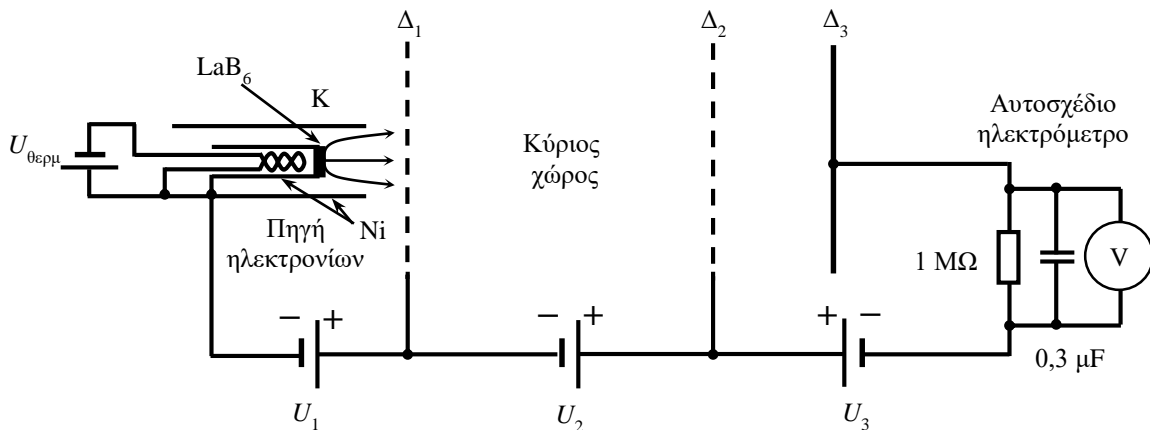 Δ₁
Δ₂
Δ₃
LaB₆
K
U_θερμ
Αυτοσχέδιο
ηλεκτρόμετρο
Κύριος
χώρος
Πηγή
ηλεκτρονίων
Ni
1 MΩ
V
− +
− +
+ −
0,3 μF
U₁
U₂
U₃